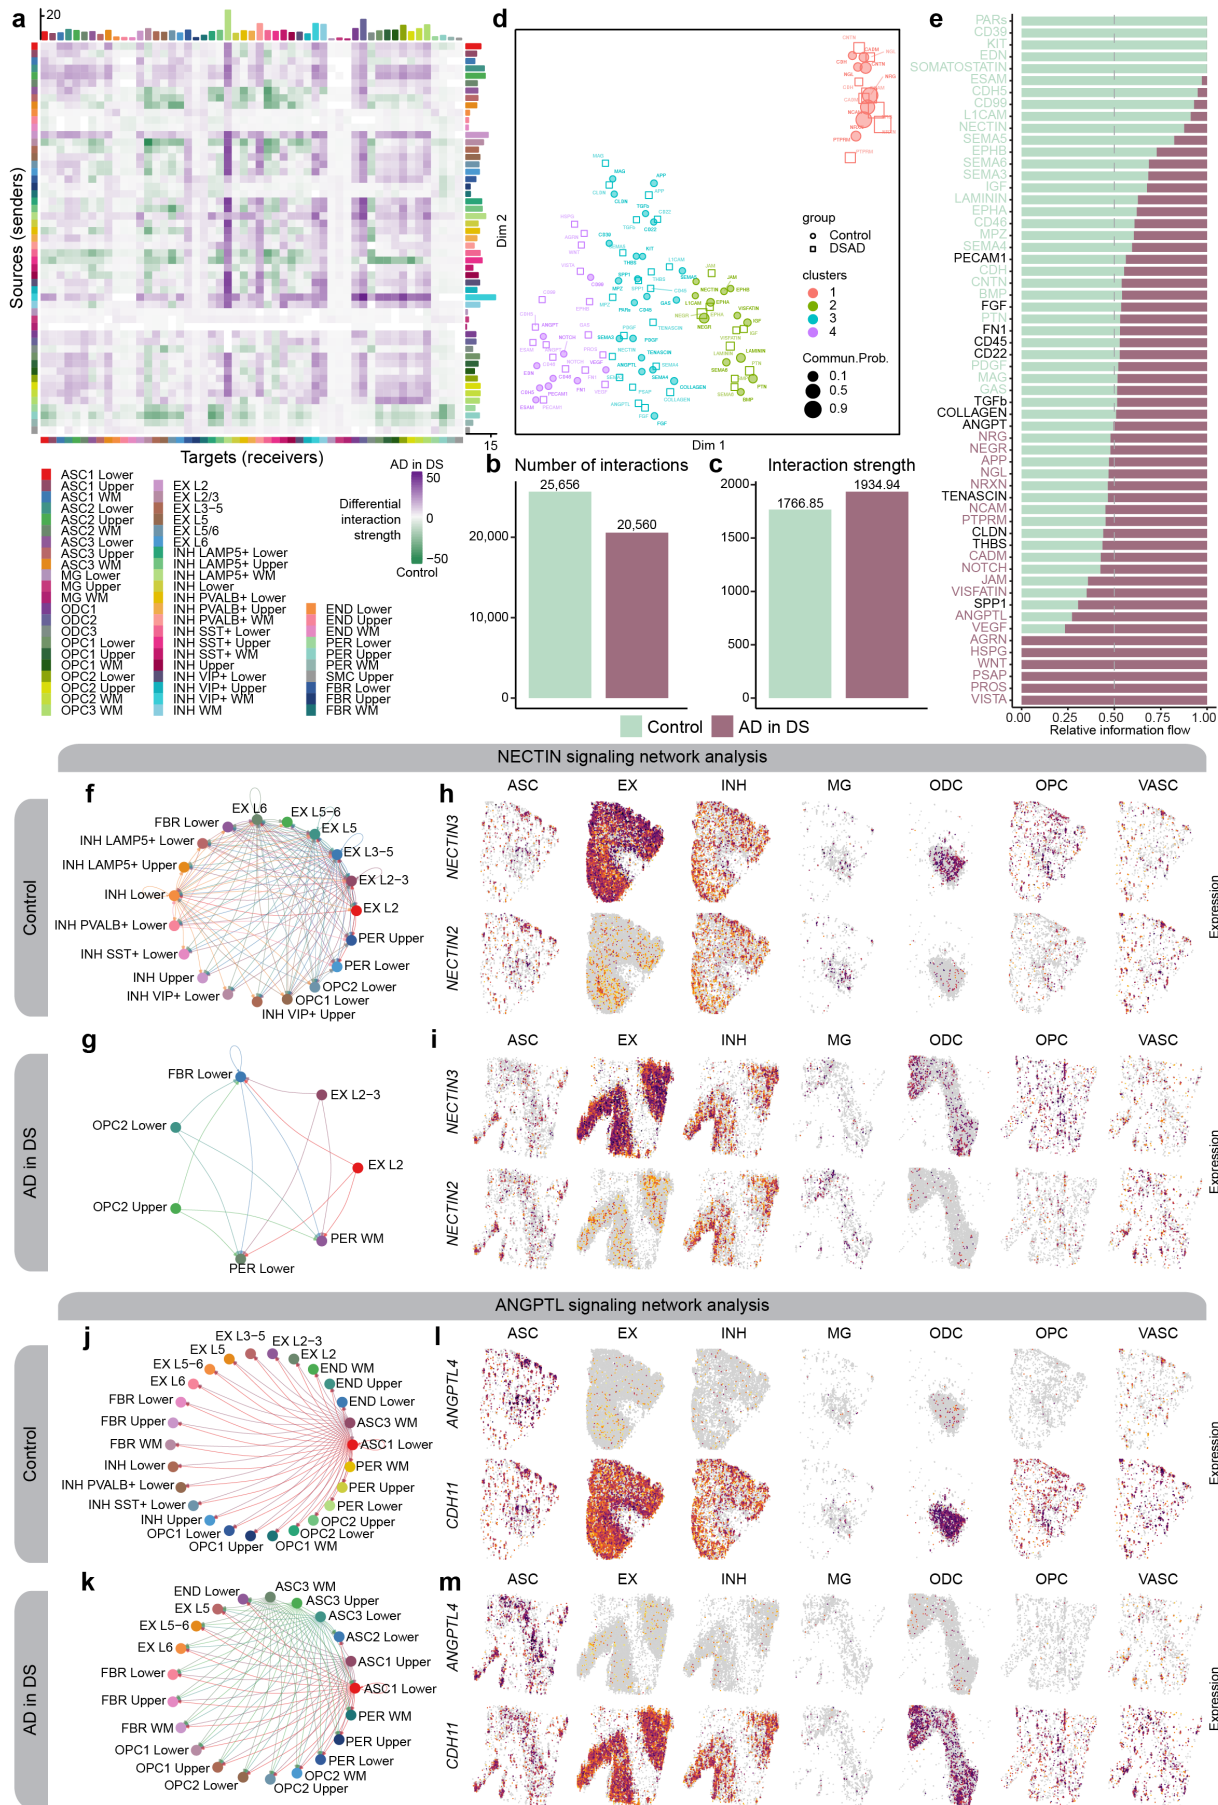 a
20
Sources (senders)
Targets (receivers)
15
AD in DS
50
0
−50
Control
Differential
interaction
strength
ASC1 Lower
ASC1 Upper
ASC1 WM
ASC2 Lower
ASC2 Upper
ASC2 WM
ASC3 Lower
ASC3 Upper
ASC3 WM
MG Lower
MG Upper
MG WM
ODC1
ODC2
ODC3
OPC1 Lower
OPC1 Upper
OPC1 WM
OPC2 Lower
OPC2 Upper
OPC2 WM
OPC3 WM
EX L2
EX L2/3
EX L3−5
EX L5
EX L5/6
EX L6
INH LAMP5+ Lower
INH LAMP5+ Upper
INH LAMP5+ WM
INH Lower
INH PVALB+ Lower
INH PVALB+ Upper
INH PVALB+ WM
INH SST+ Lower
INH SST+ Upper
INH SST+ WM
INH Upper
INH VIP+ Lower
INH VIP+ Upper
INH VIP+ WM
INH WM
END Lower
END Upper
END WM
PER Lower
PER Upper
PER WM
SMC Upper
FBR Lower
FBR Upper
FBR WM
d
Dim 2
Dim 1
group
Control
DSAD
clusters
1
2
3
4
Commun.Prob.
0.1
0.5
0.9
b
Number of interactions
25,656
20,560
20,000
10,000
0
c
Interaction strength
1766.85
1934.94
2000
1500
1000
500
0
Control
AD in DS
e
PARs
CD39
KIT
EDN
SOMATOSTATIN
ESAM
CDH5
CD99
L1CAM
NECTIN
SEMA5
EPHB
SEMA6
SEMA3
IGF
LAMININ
EPHA
CD46
MPZ
SEMA4
PECAM1
CDH
CNTN
BMP
FGF
PTN
FN1
CD45
CD22
PDGF
MAG
GAS
TGFb
COLLAGEN
ANGPT
NRG
NEGR
APP
NGL
NRXN
TENASCIN
NCAM
PTPRM
CLDN
THBS
CADM
NOTCH
JAM
VISFATIN
SPP1
ANGPTL
VEGF
AGRN
HSPG
WNT
PSAP
PROS
VISTA
0.00
0.25
0.50
0.75
1.00
Relative information flow
NECTIN signaling network analysis
Control
f
EX L6
EX L5−6
EX L5
EX L3−5
EX L2−3
EX L2
PER Upper
PER Lower
OPC2 Lower
OPC1 Lower
INH VIP+ Upper
INH VIP+ Lower
INH Upper
INH SST+ Lower
INH PVALB+ Lower
INH Lower
INH LAMP5+ Upper
INH LAMP5+ Lower
FBR Lower
h
ASC
EX
INH
MG
ODC
OPC
VASC
NECTIN3
NECTIN2
Expression
AD in DS
g
FBR Lower
EX L2−3
OPC2 Lower
EX L2
OPC2 Upper
PER WM
PER Lower
i
ASC
EX
INH
MG
ODC
OPC
VASC
NECTIN3
NECTIN2
Expression
ANGPTL signaling network analysis
Control
j
EX L3−5
EX L2−3
EX L5
EX L2
EX L5−6
END WM
EX L6
END Upper
FBR Lower
END Lower
FBR Upper
ASC3 WM
FBR WM
ASC1 Lower
INH Lower
PER WM
INH PVALB+ Lower
PER Upper
INH SST+ Lower
PER Lower
INH Upper
OPC2 Upper
OPC1 Lower
OPC2 Lower
OPC1 Upper
OPC1 WM
l
ASC
EX
INH
MG
ODC
OPC
VASC
ANGPTL4
CDH11
Expression
AD in DS
k
END Lower
ASC3 WM
EX L5
ASC3 Upper
EX L5−6
ASC3 Lower
EX L6
ASC2 Lower
FBR Lower
ASC1 Upper
FBR Upper
ASC1 Lower
FBR WM
PER WM
OPC1 Lower
PER Upper
OPC1 Upper
PER Lower
OPC2 Lower
OPC2 WM
OPC2 Upper
m
ASC
EX
INH
MG
ODC
OPC
VASC
ANGPTL4
CDH11
Expression